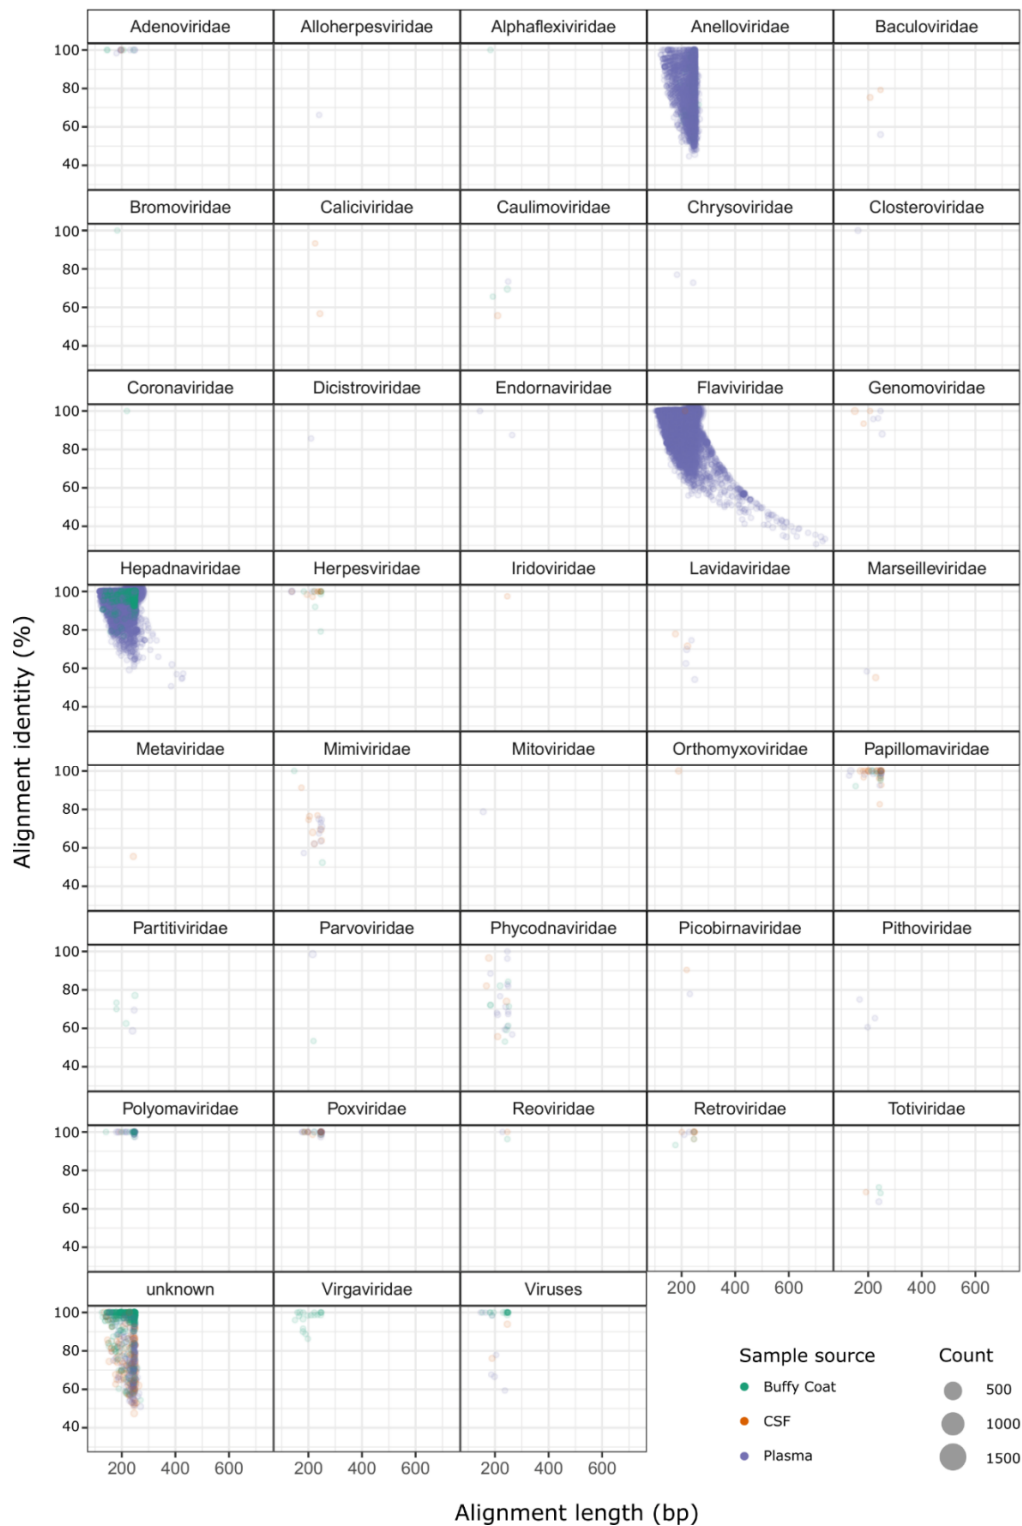 Adenoviridae Alloherpesviridae Alphaflexiviridae Anelloviridae Baculoviridae
100
80
60
40
Bromoviridae Caliciviridae Caulimoviridae Chrysoviridae Closteroviridae
100
80
60
40
Coronaviridae Dicistroviridae Endornaviridae Flaviviridae Genomoviridae
100
80
60
40
Hepadnaviridae Herpesviridae Iridoviridae Lavidaviridae Marseilleviridae
100
80
60
40
Alignment identity (%)
Metaviridae Mimiviridae Mitoviridae Orthomyxoviridae Papillomaviridae
100
80
60
40
Partitiviridae Parvoviridae Phycodnaviridae Picobirnaviridae Pithoviridae
100
80
60
40
Polyomaviridae Poxviridae Reoviridae Retroviridae Totiviridae
100
80
60
40
200 400 600 200 400 600
unknown Virgaviridae Viruses
100
80
60
40
200 400 600 200 400 600 200 400 600
Alignment length (bp)
Sample source
Buffy Coat
CSF
Plasma
Count
500
1000
1500